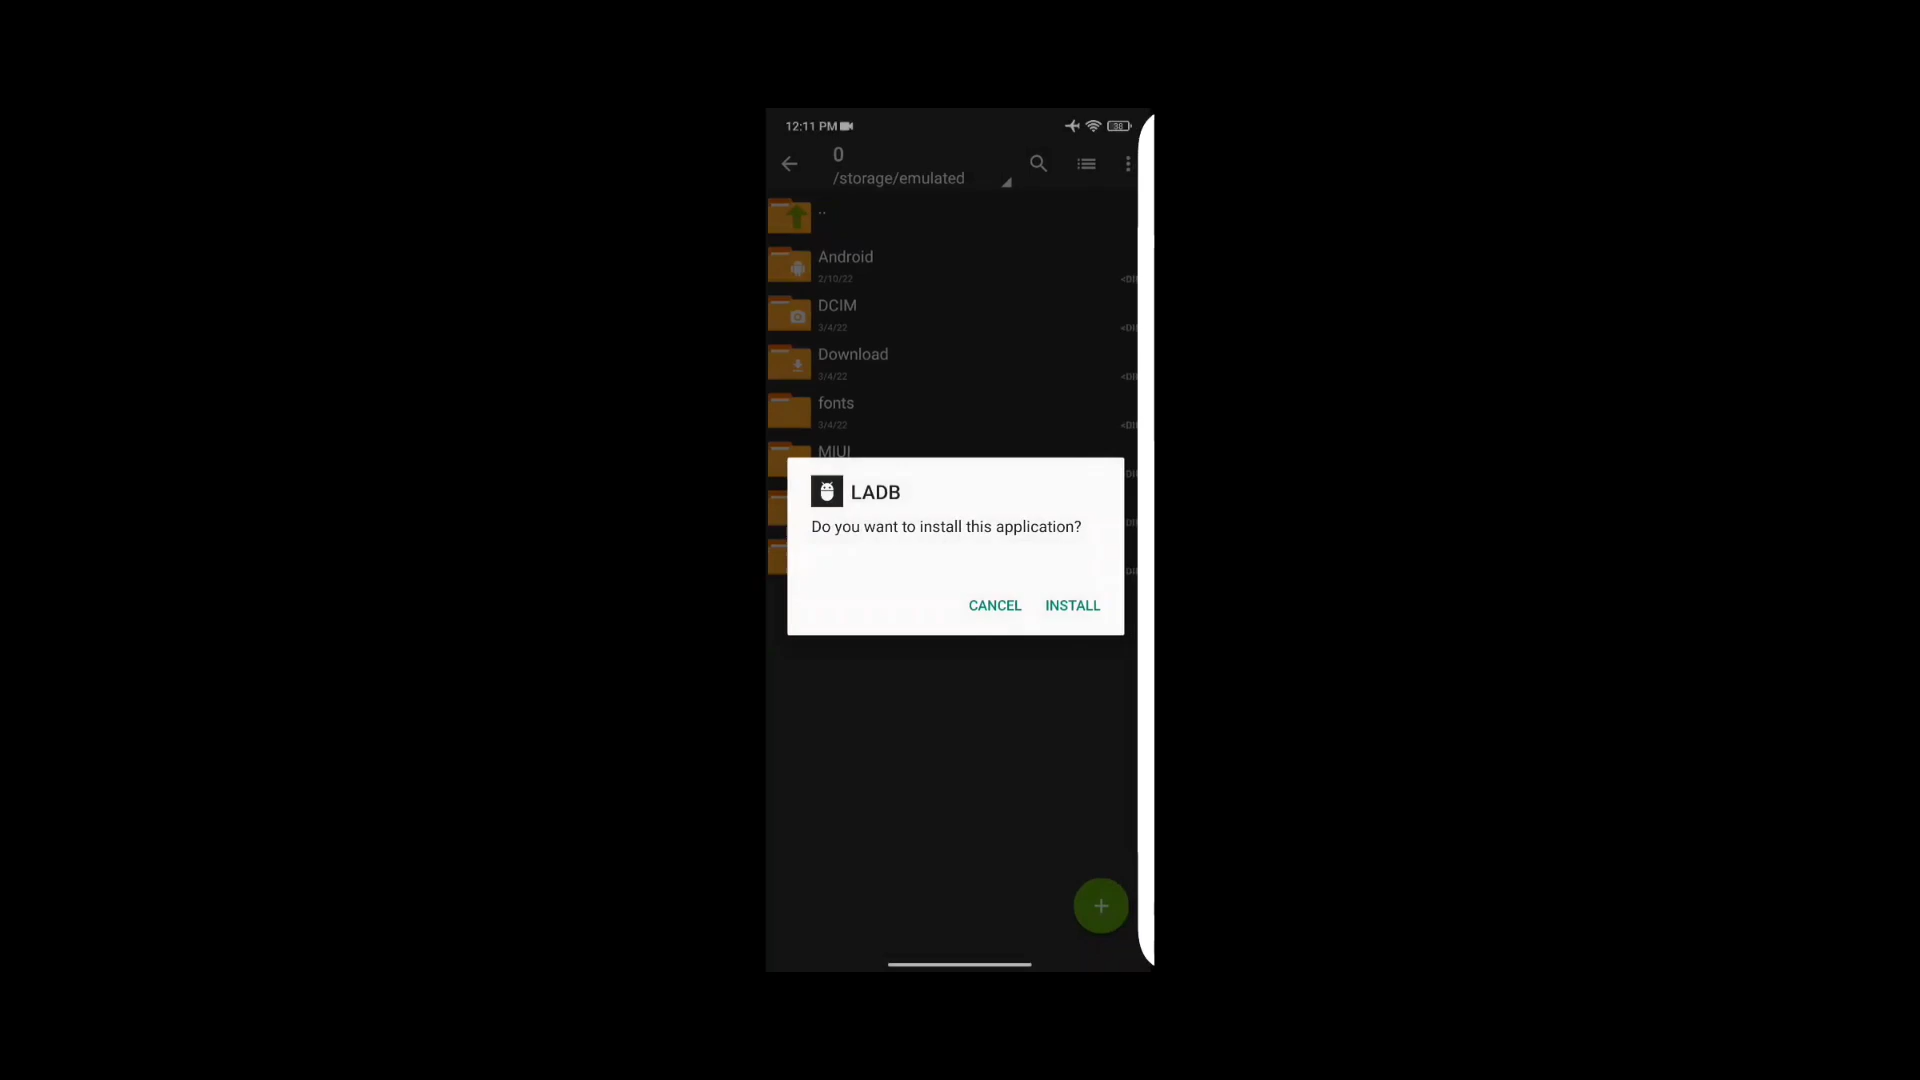 12:11 PM
38
0
/storage/emulated
..
Android
2/10/22
DCIM
3/4/22
Download
3/4/22
fonts
3/4/22
MIUI
LADB
Do you want to install this application?
CANCEL INSTALL